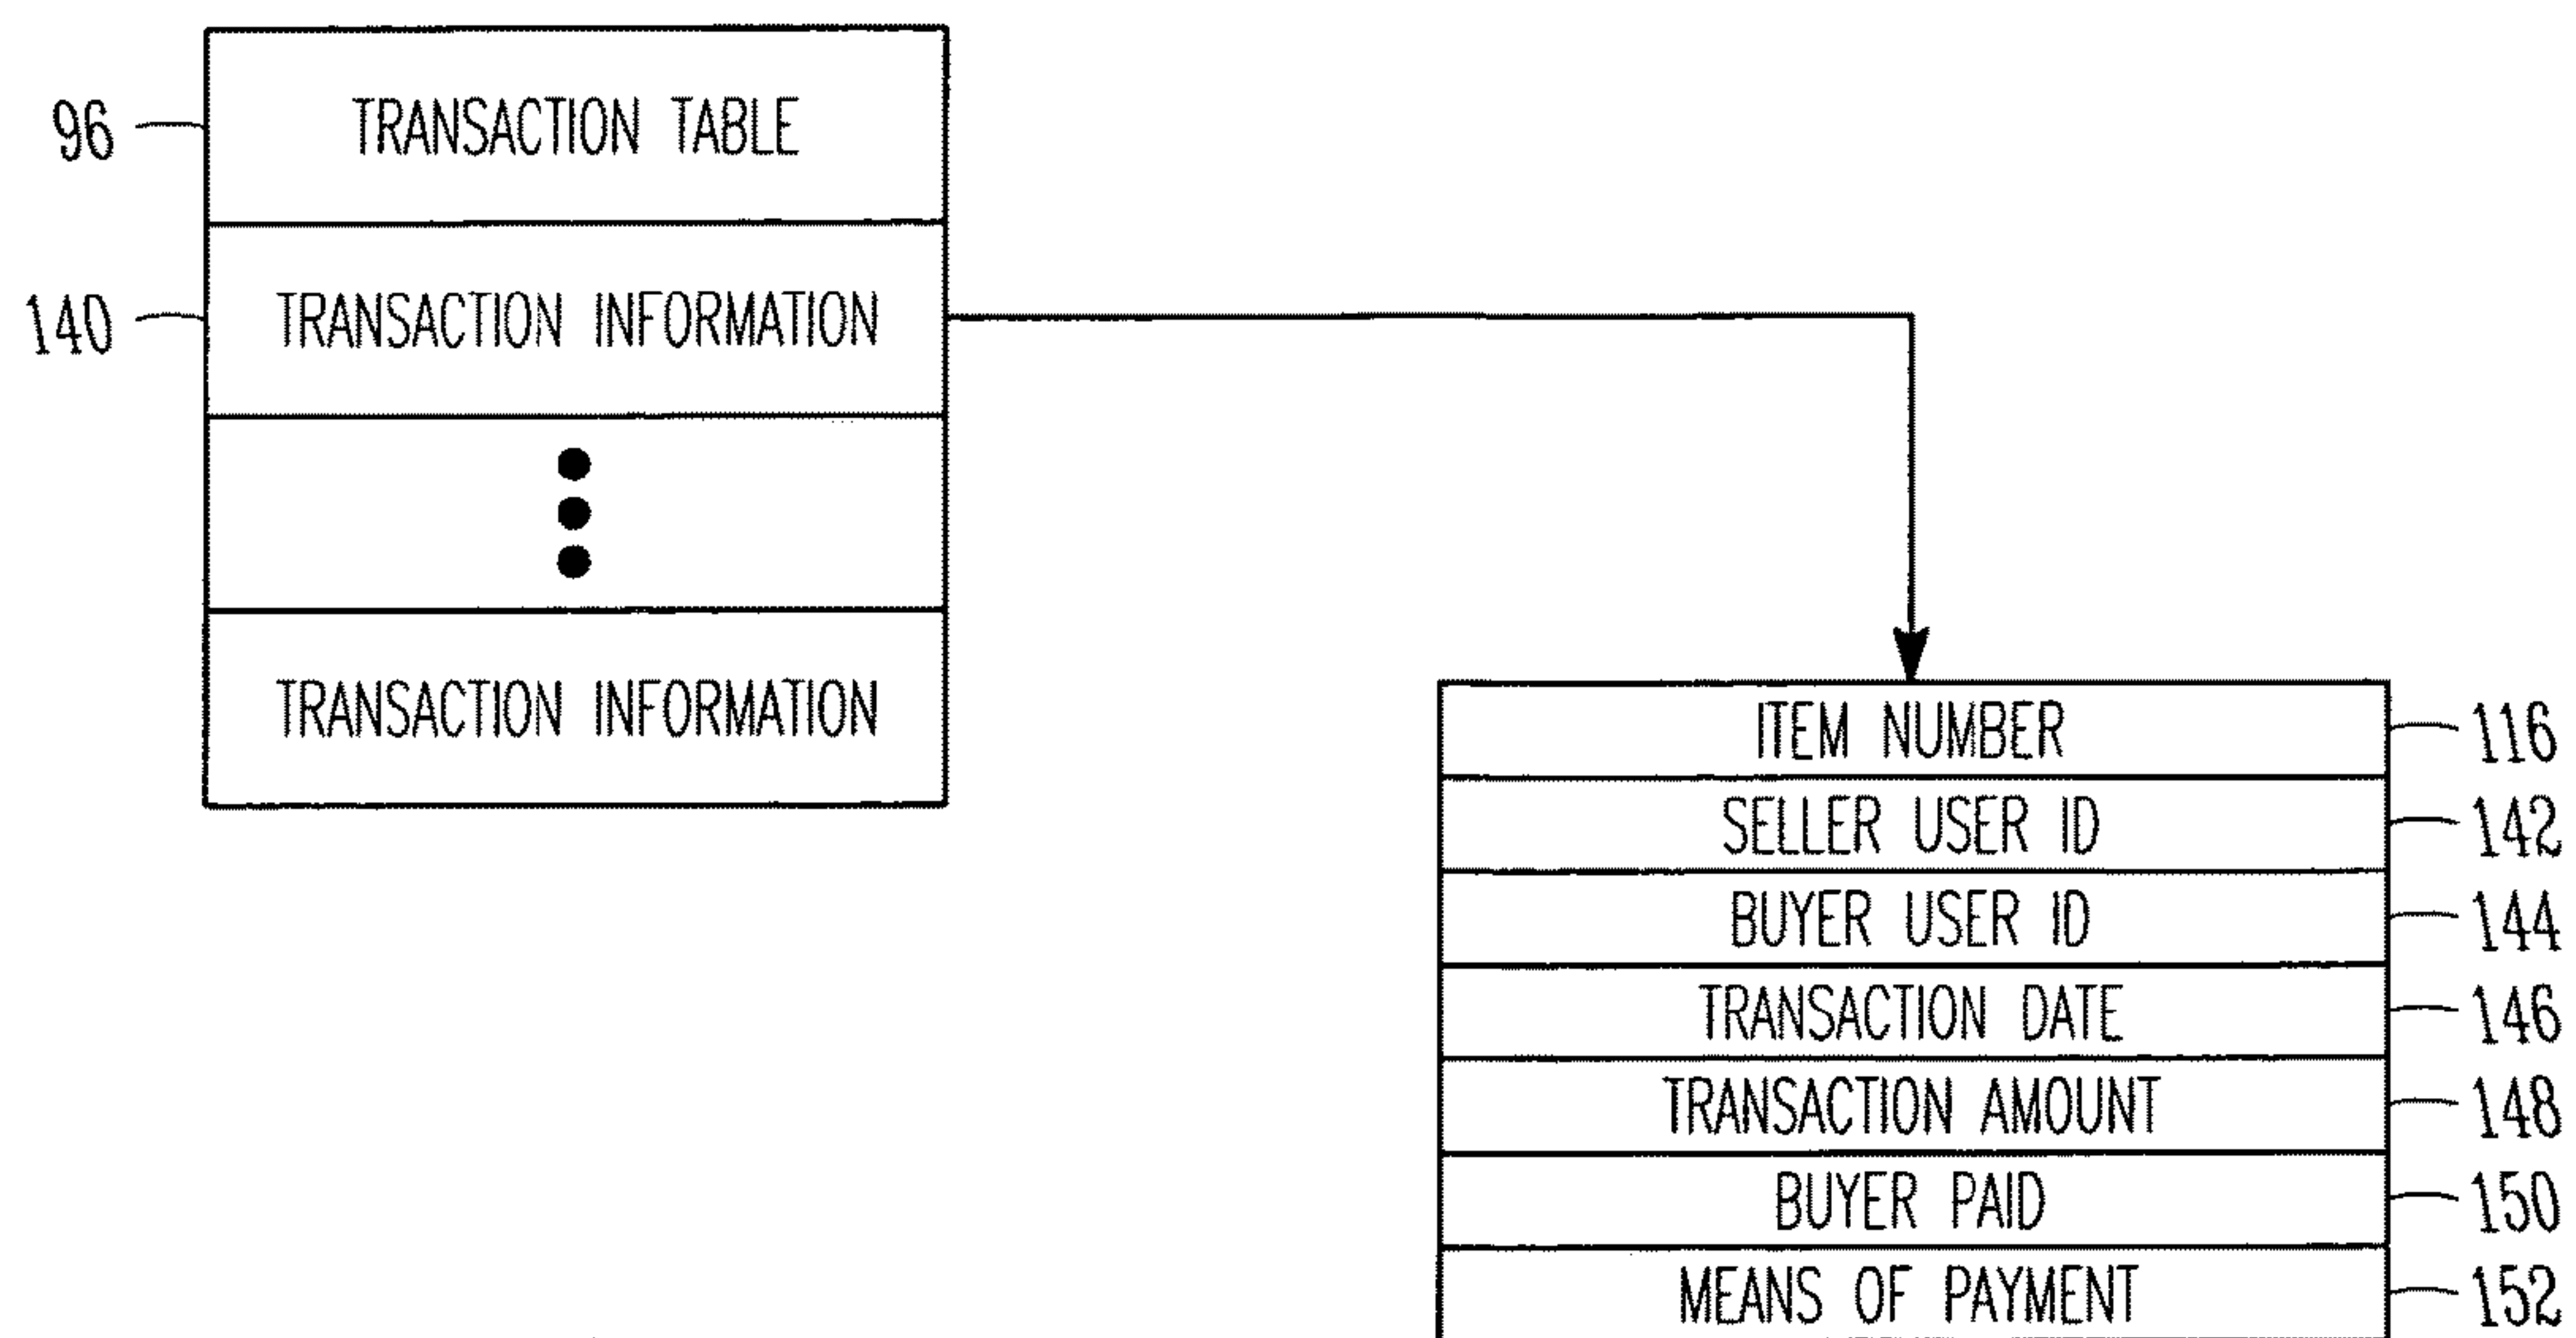 96
TRANSACTION TABLE
140
TRANSACTION INFORMATION
TRANSACTION INFORMATION
ITEM NUMBER
116
SELLER USER ID
142
BUYER USER ID
144
TRANSACTION DATE
146
TRANSACTION AMOUNT
148
BUYER PAID
150
MEANS OF PAYMENT
152